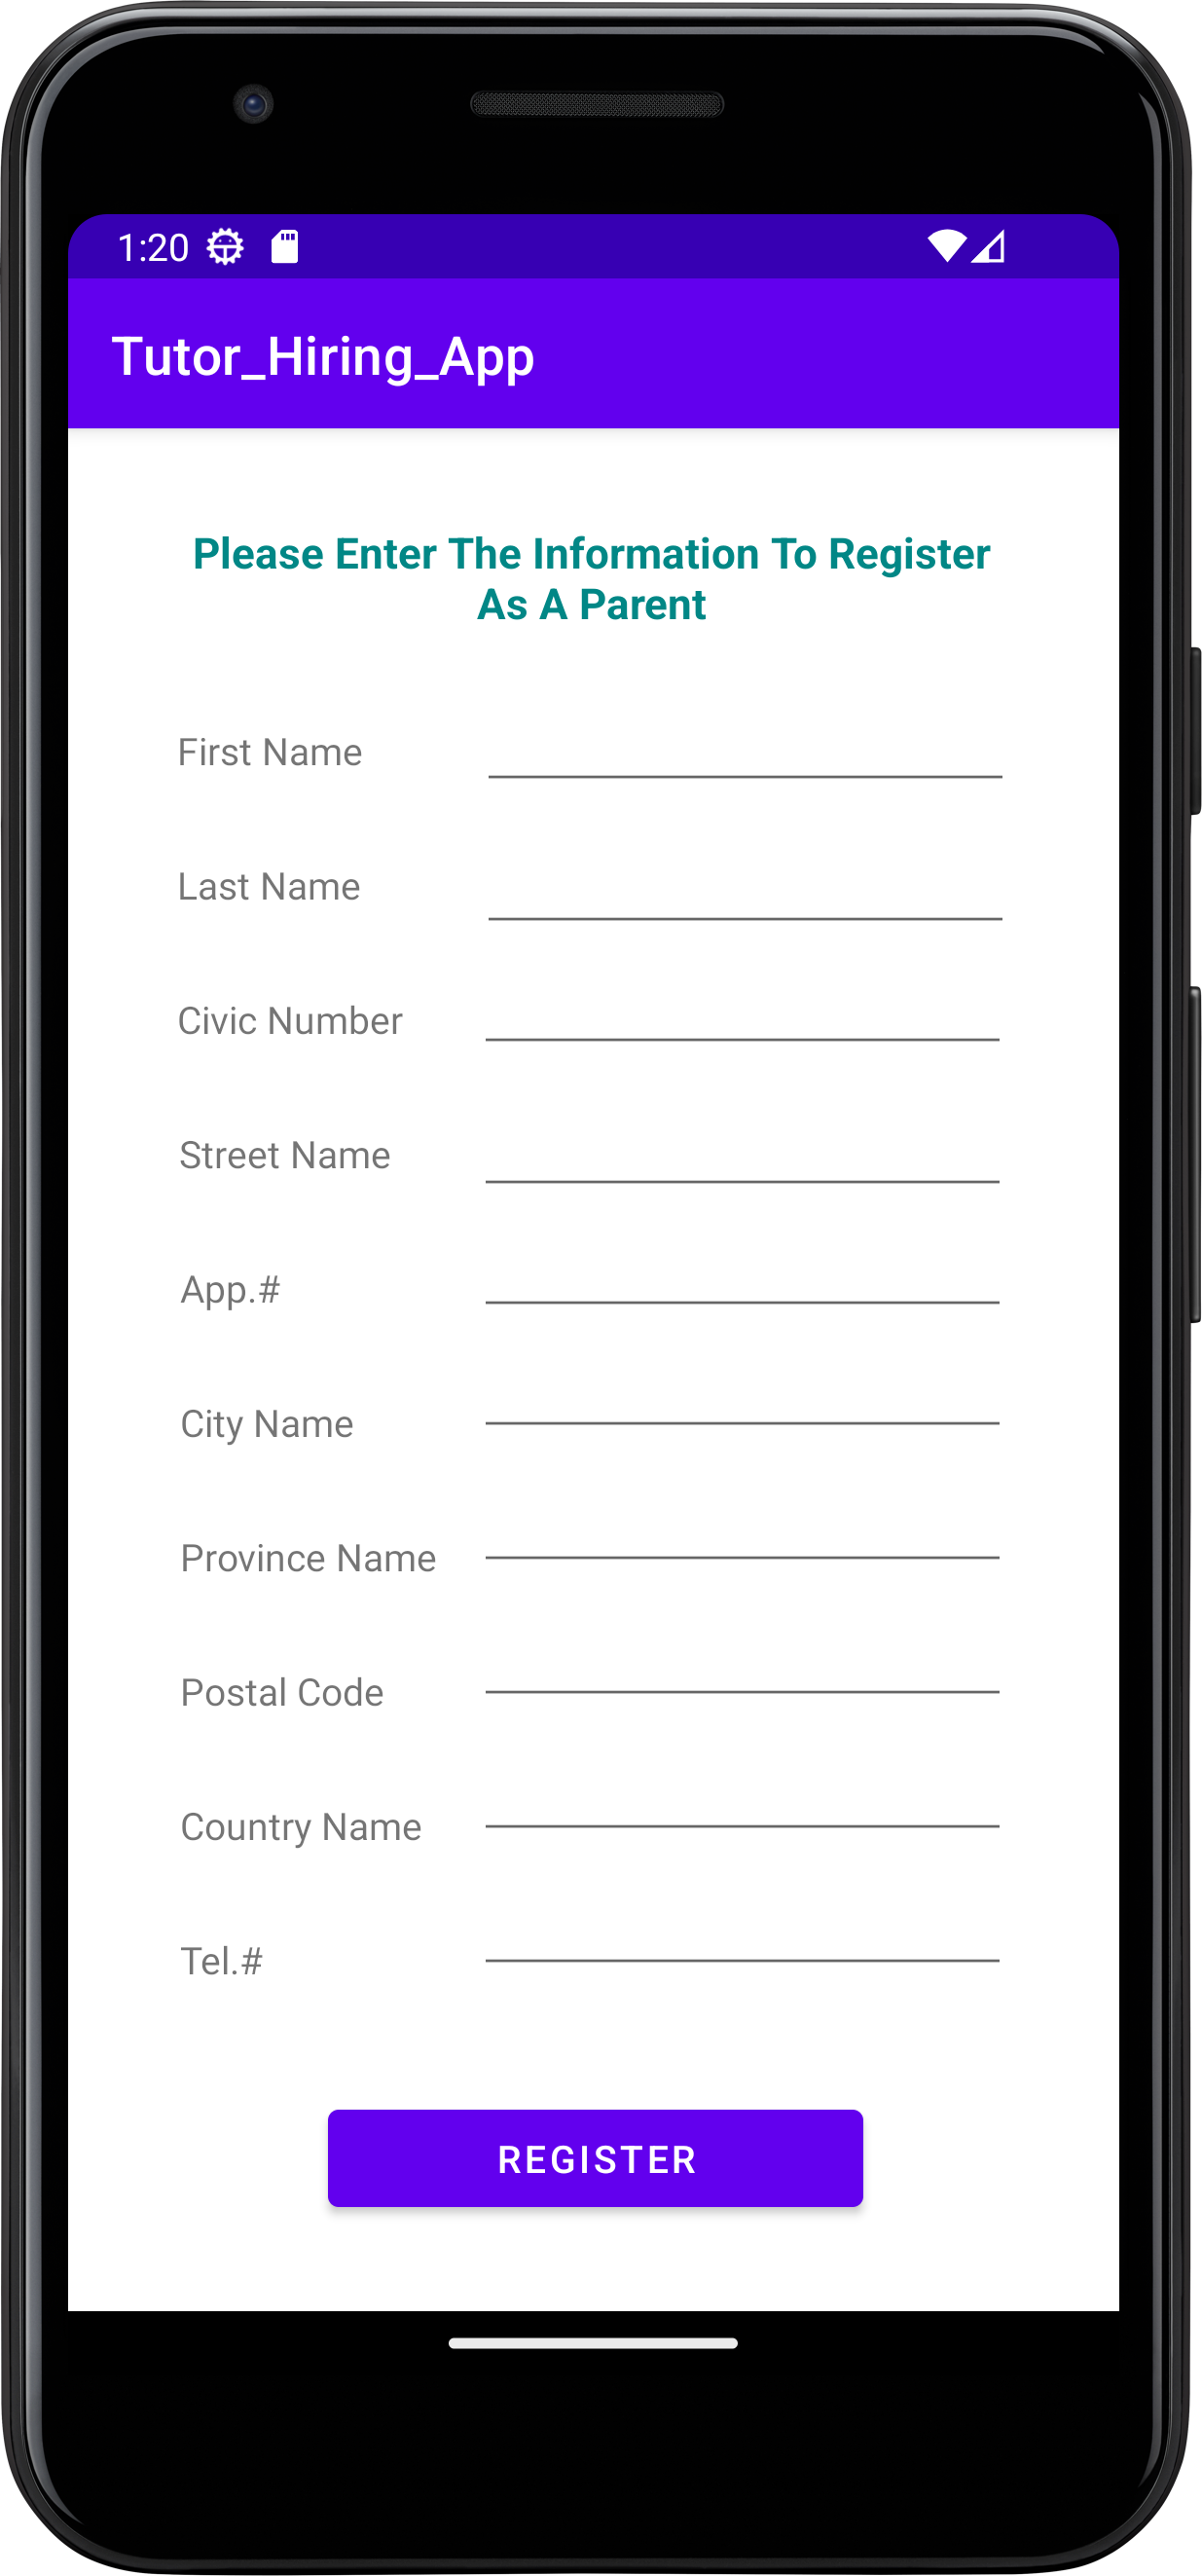 1:20
Tutor_Hiring_App
Please Enter The Information To Register
As A Parent
First Name
Last Name
Civic Number
Street Name
App.#
City Name
Province Name
Postal Code
Country Name
Tel.#
REGISTER